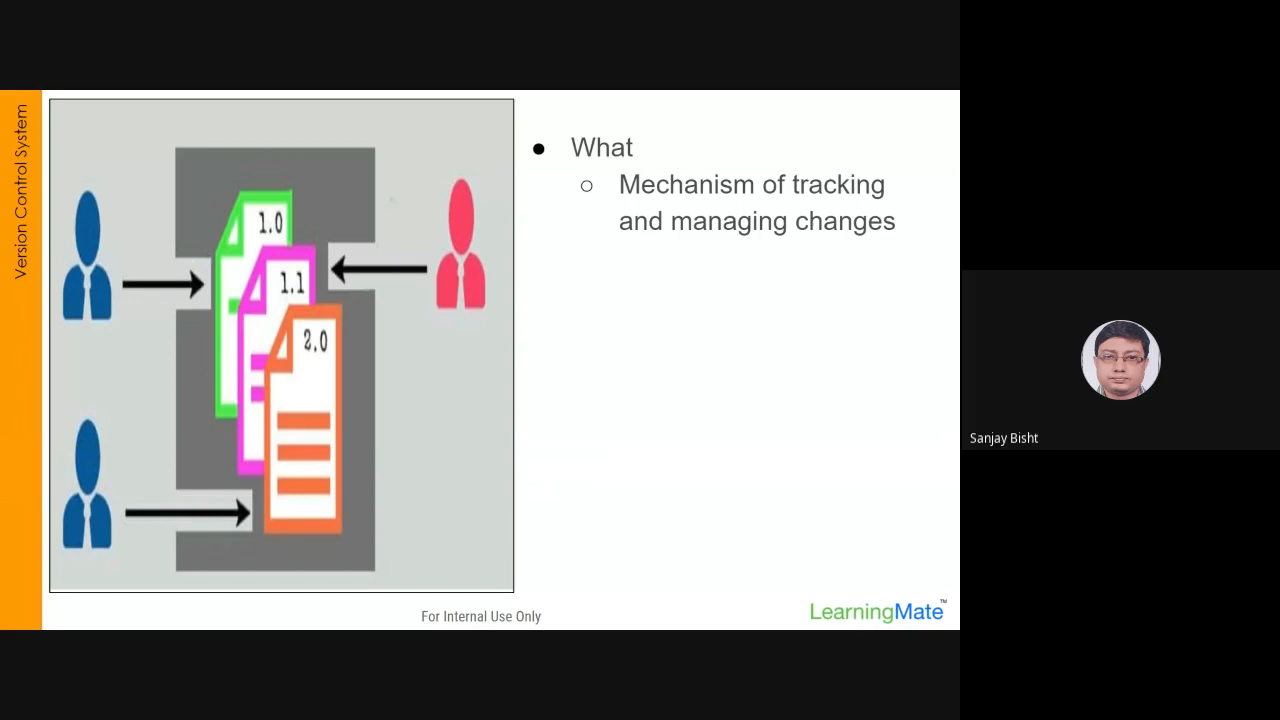 Version Control System
1.0
1.1
2.0
What
Mechanism of tracking
and managing changes
For Internal Use Only
LearningMate™
Sanjay Bisht